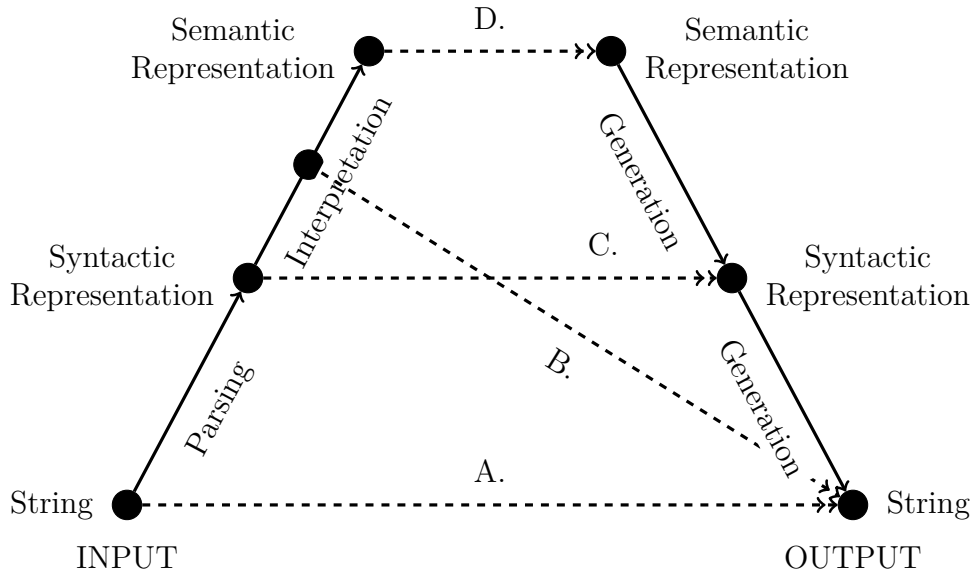 D.
Semantic
Representation
Semantic
Representation
Interpretation
Generation
C.
Syntactic
Representation
Syntactic
Representation
B.
Parsing
Generation
A.
String
String
INPUT
OUTPUT